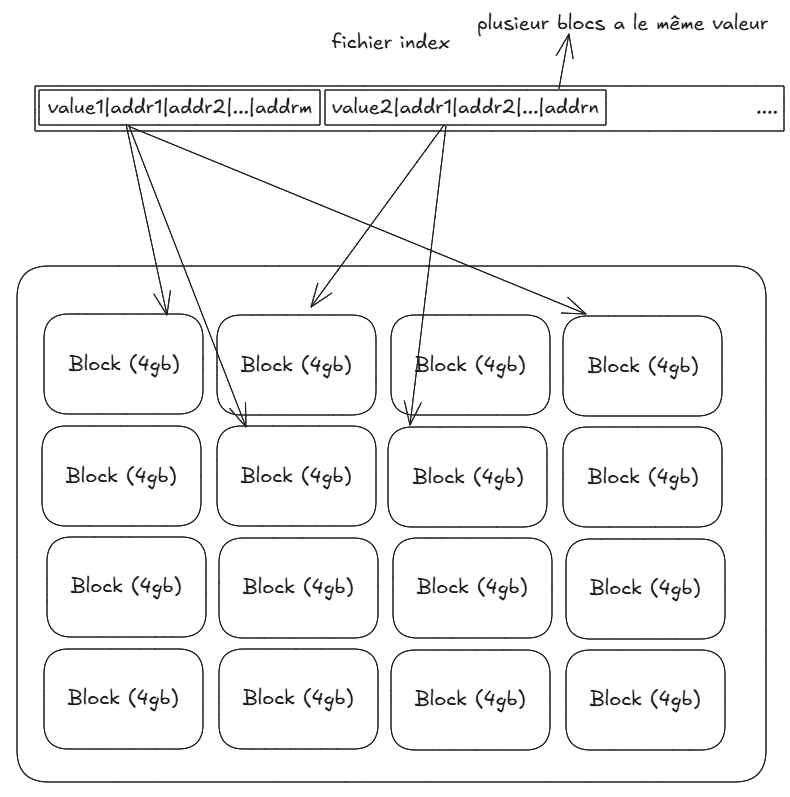 plusieur blocs a le même valeur
fichier index
value1|addr1|addr2|...|addrm value2|addr1|addr2|...|addrn ....
Block (4gb) Block (4gb) Block (4gb) Block (4gb)
Block (4gb) Block (4gb) Block (4gb) Block (4gb)
Block (4gb) Block (4gb) Block (4gb) Block (4gb)
Block (4gb) Block (4gb) Block (4gb) Block (4gb)